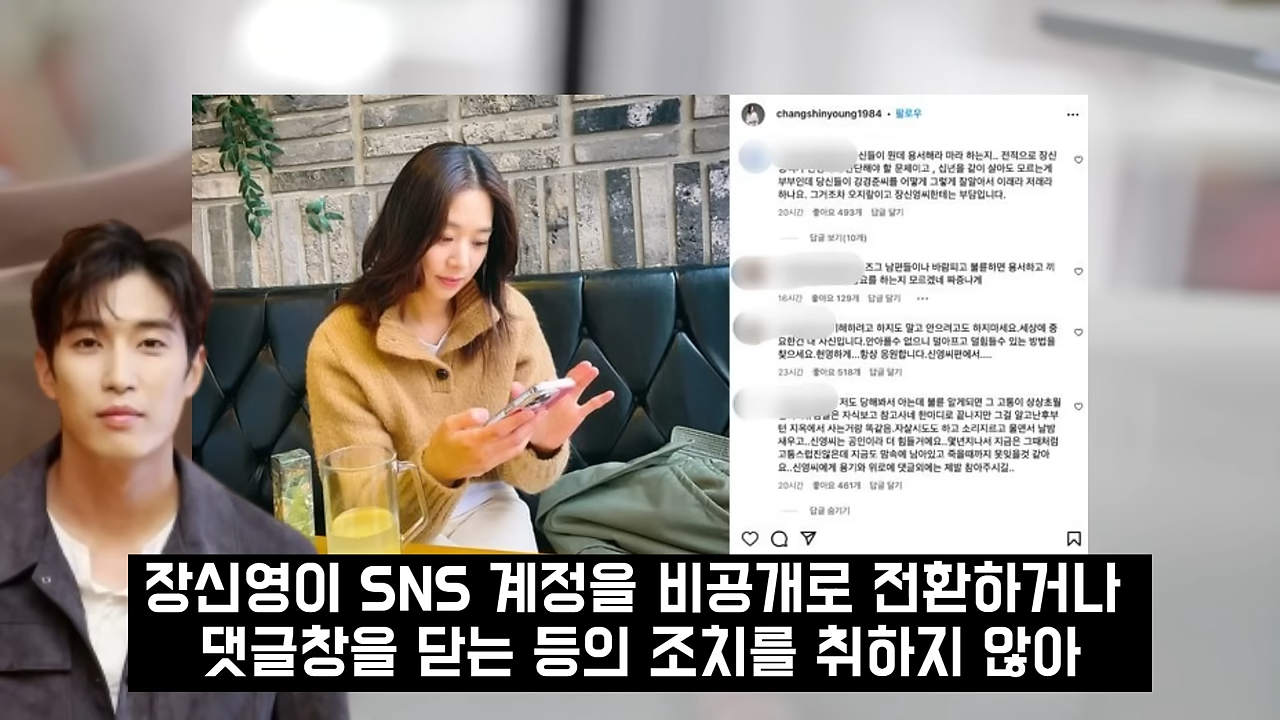 changshinyoung1984 • 팔로우
신들이 뭔데 용서해라 마라 하는지.. 전적으로 장신
단해야 할 문제이고 , 십년을 같이 살아도 모르는게
부부인데 당신들이 강경준씨를 어떻게 그렇게 잘알아서 이래라 저래라
하나요. 그거조차 오지랖이고 장신영씨한테는 부담입니다.
20시간 좋아요 493개 답글 달기
답글 보기(10개)
즈그 남편들이나 바람피고 불륜하면 용서하고 끼
요를 하는지 모르겠네 짜증나게
16시간 좋아요 129개 답글 달기 •••
해하려고 하지도 말고 안으려고도 하지마세요.세상에 중
요한건 내 자신입니다.안아플수 없으니 덜아프고 덜힘들수 있는 방법을
찾으세요.현명하게...항상 응원합니다.신영씨편에서.....
23시간 좋아요 518개 답글 달기
저도 당해봐서 아는데 불륜 알게되면 그 고통이 상상초월
자식보고 참고사네 한마디로 끝나지만 그걸 알고난후부
턴 지옥에서 사는거랑 똑같음.자살시도도 하고 소리지르고 울면서 날밤
새우고..신영씨는 공인이라 더 힘들거에요..몇년지나서 지금은 그때처럼
고통스럽진않은데 지금도 맘속에 남아있고 죽을때까지 못잊을것 같아
요..신영씨에게 용기와 위로에 댓글외에는 제발 참아주시길..
20시간 좋아요 461개 답글 달기
답글 숨기기
장신영이 SNS 계정을 비공개로 전환하거나
댓글창을 닫는 등의 조치를 취하지 않아